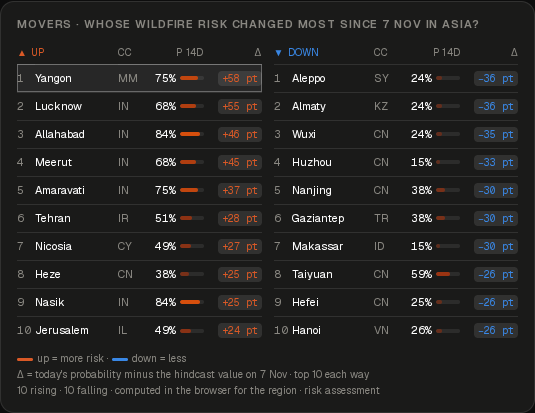 MOVERS · WHOSE WILDFIRE RISK CHANGED MOST SINCE 7 NOV IN ASIA?
▲ UP CC P 14D Δ
1 Yangon MM 75% +58 pt
2 Lucknow IN 68% +55 pt
3 Allahabad IN 84% +46 pt
4 Meerut IN 68% +45 pt
5 Amaravati IN 75% +37 pt
6 Tehran IR 51% +28 pt
7 Nicosia CY 49% +27 pt
8 Heze CN 38% +25 pt
9 Nasik IN 84% +25 pt
10 Jerusalem IL 49% +24 pt
▼ DOWN CC P 14D Δ
1 Aleppo SY 24% -36 pt
2 Almaty KZ 24% -36 pt
3 Wuxi CN 24% -35 pt
4 Huzhou CN 15% -33 pt
5 Nanjing CN 38% -30 pt
6 Gaziantep TR 38% -30 pt
7 Makassar ID 15% -30 pt
8 Taiyuan CN 59% -26 pt
9 Hefei CN 25% -26 pt
10 Hanoi VN 26% -26 pt
up = more risk · down = less
Δ = today's probability minus the hindcast value on 7 Nov · top 10 each way
10 rising · 10 falling · computed in the browser for the region · risk assessment